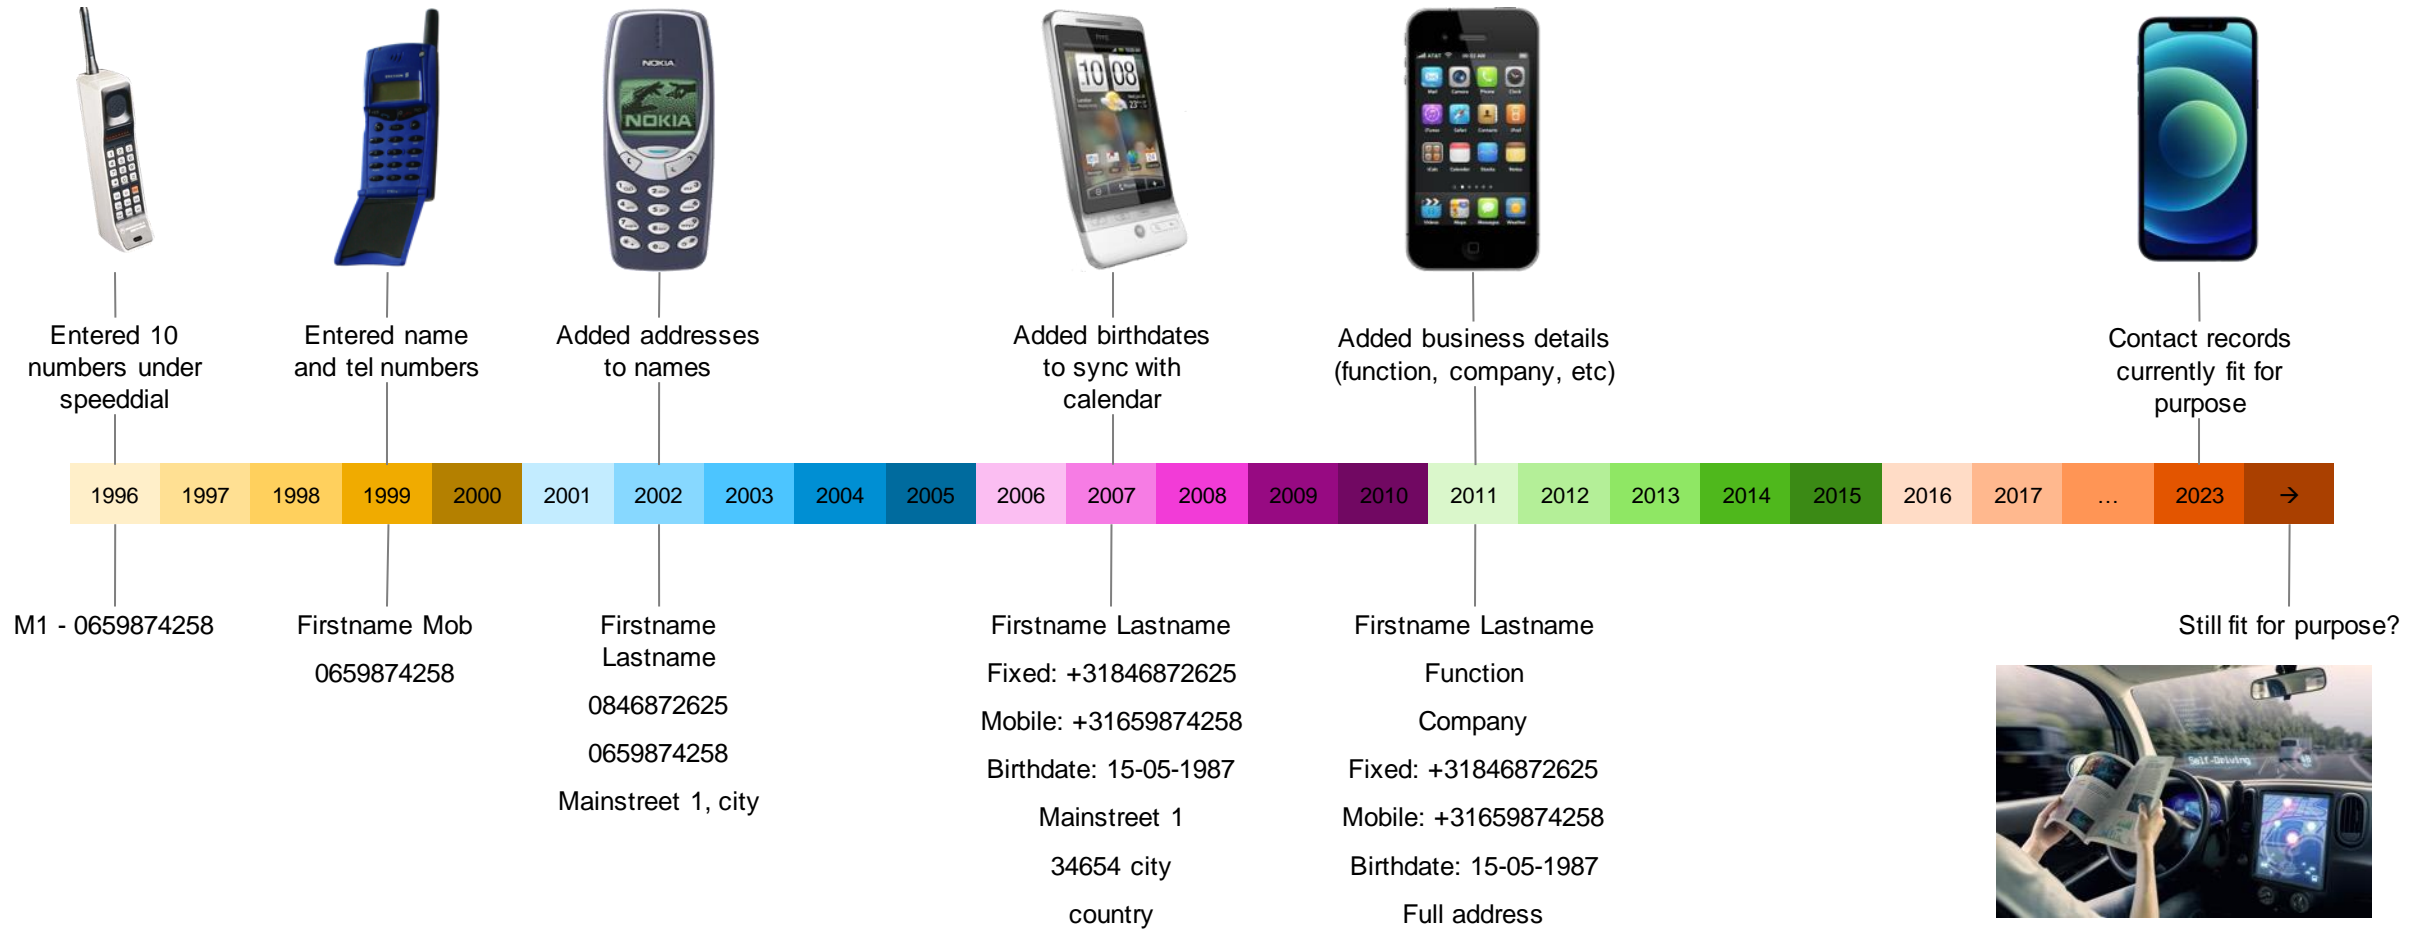 NOKIA
NOKIA
10 08
Entered 10
numbers under
speeddial
Entered name
and tel numbers
Added addresses
to names
Added birthdates
to sync with
calendar
Added business details
(function, company, etc)
Contact records
currently fit for
purpose
1996 1997 1998 1999 2000 2001 2002 2003 2004 2005 2006 2007 2008 2009 2010 2011 2012 2013 2014 2015 2016 2017 … 2023 →
M1 - 0659874258
Firstname Mob
0659874258
Firstname
Lastname
0846872625
0659874258
Mainstreet 1, city
Firstname Lastname
Fixed: +31846872625
Mobile: +31659874258
Birthdate: 15-05-1987
Mainstreet 1
34654 city
country
Firstname Lastname
Function
Company
Fixed: +31846872625
Mobile: +31659874258
Birthdate: 15-05-1987
Full address
Still fit for purpose?
Self-Driving